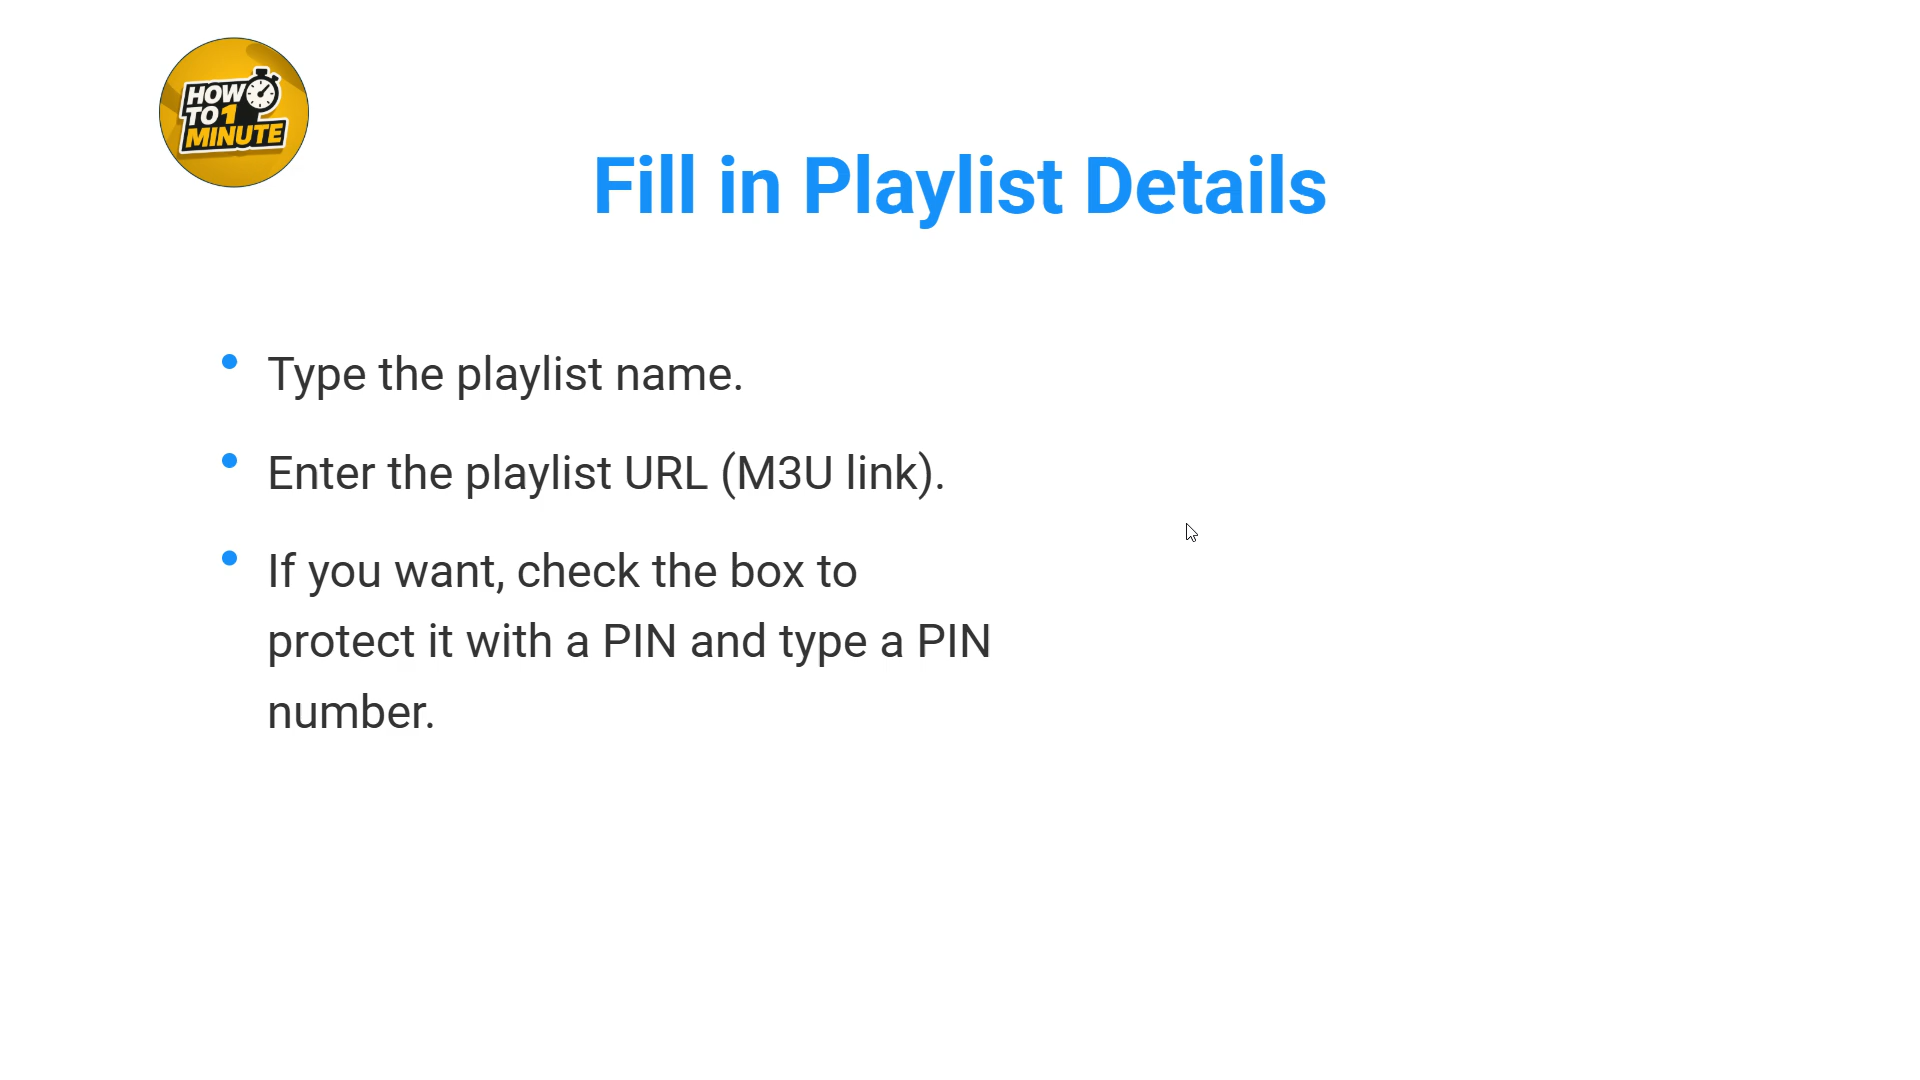 HOW
TO 1
MINUTE
Fill in Playlist Details
• Type the playlist name.
• Enter the playlist URL (M3U link).
• If you want, check the box to
protect it with a PIN and type a PIN
number.